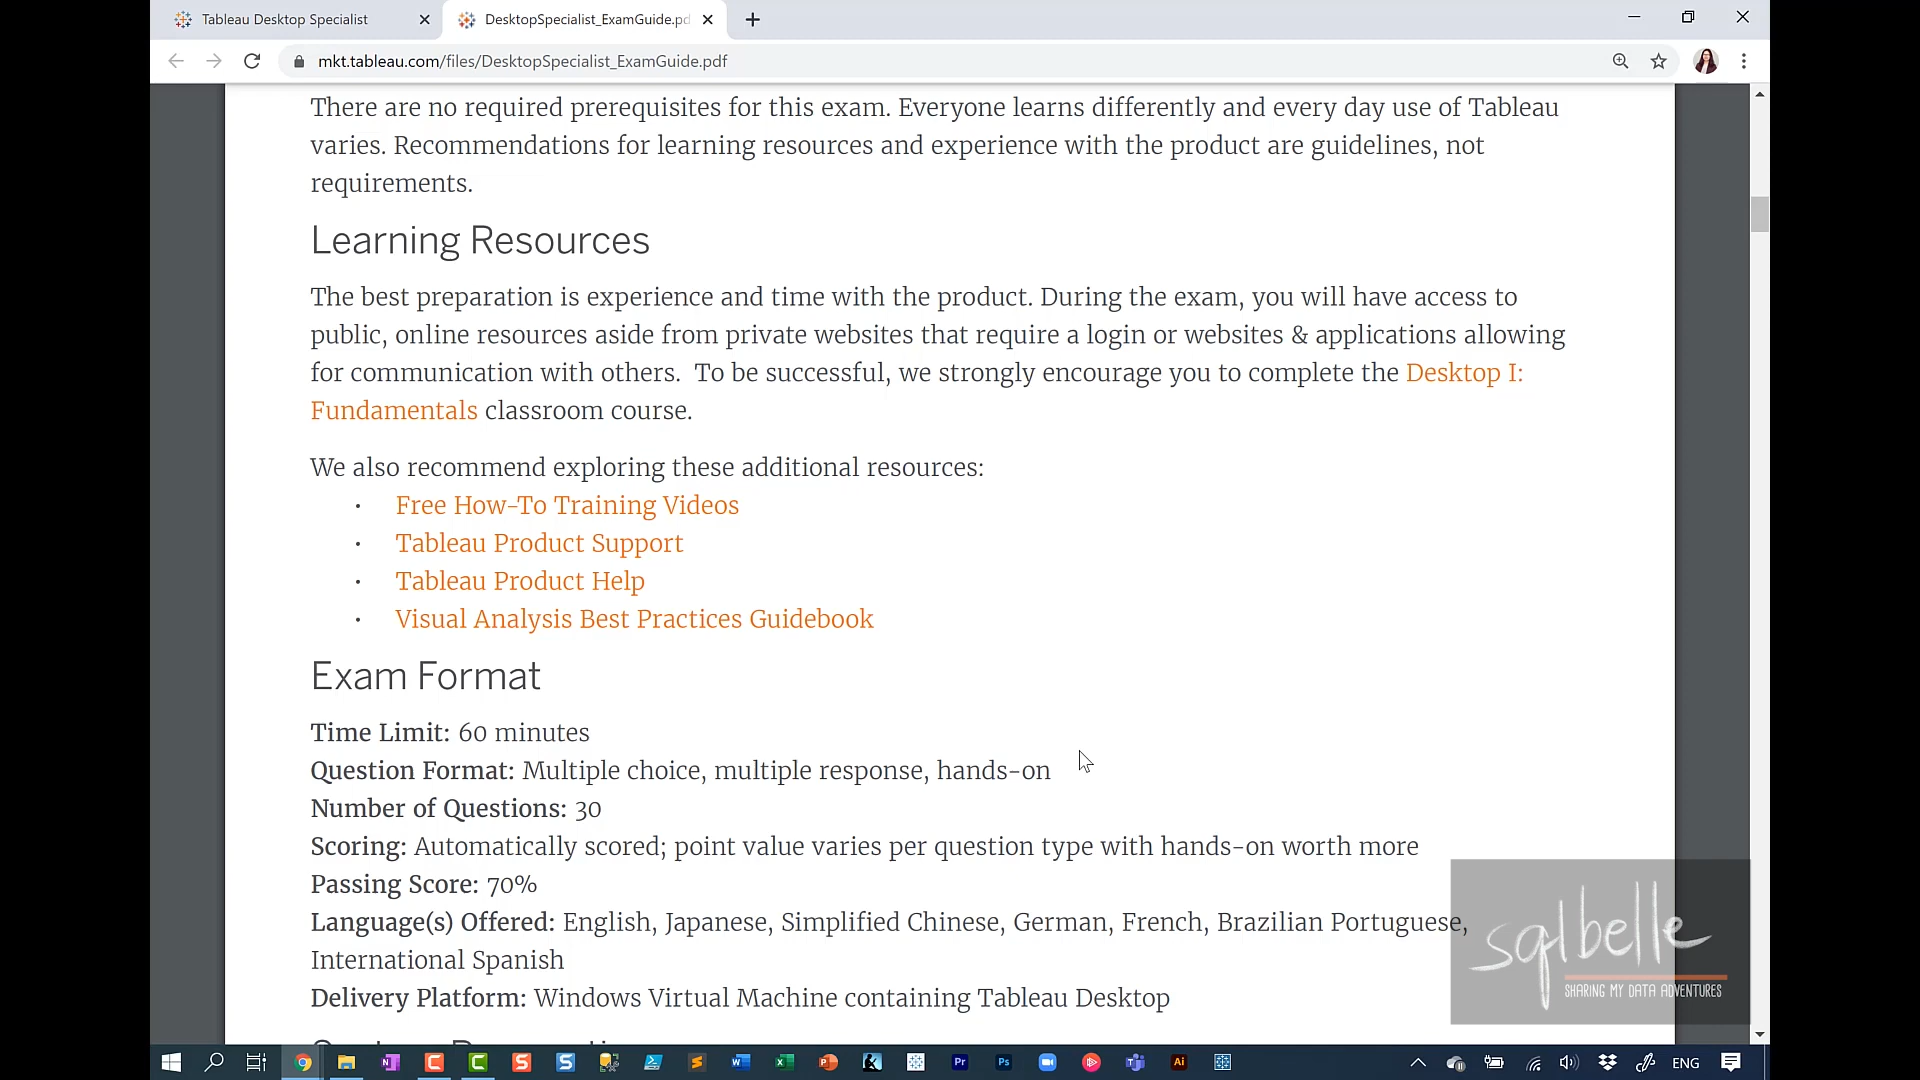 Tableau Desktop Specialist
DesktopSpecialist_ExamGuide.pd
mkt.tableau.com/files/DesktopSpecialist_ExamGuide.pdf
There are no required prerequisites for this exam. Everyone learns differently and every day use of Tableau
varies. Recommendations for learning resources and experience with the product are guidelines, not
requirements.
Learning Resources
The best preparation is experience and time with the product. During the exam, you will have access to
public, online resources aside from private websites that require a login or websites & applications allowing
for communication with others.  To be successful, we strongly encourage you to complete the Desktop I:
Fundamentals classroom course.
We also recommend exploring these additional resources:
• Free How-To Training Videos
• Tableau Product Support
• Tableau Product Help
• Visual Analysis Best Practices Guidebook
Exam Format
Time Limit: 60 minutes
Question Format: Multiple choice, multiple response, hands-on
Number of Questions: 30
Scoring: Automatically scored; point value varies per question type with hands-on worth more
Passing Score: 70%
Language(s) Offered: English, Japanese, Simplified Chinese, German, French, Brazilian Portuguese,
International Spanish
Delivery Platform: Windows Virtual Machine containing Tableau Desktop
sqlbelle
SHARING MY DATA ADVENTURES
ENG